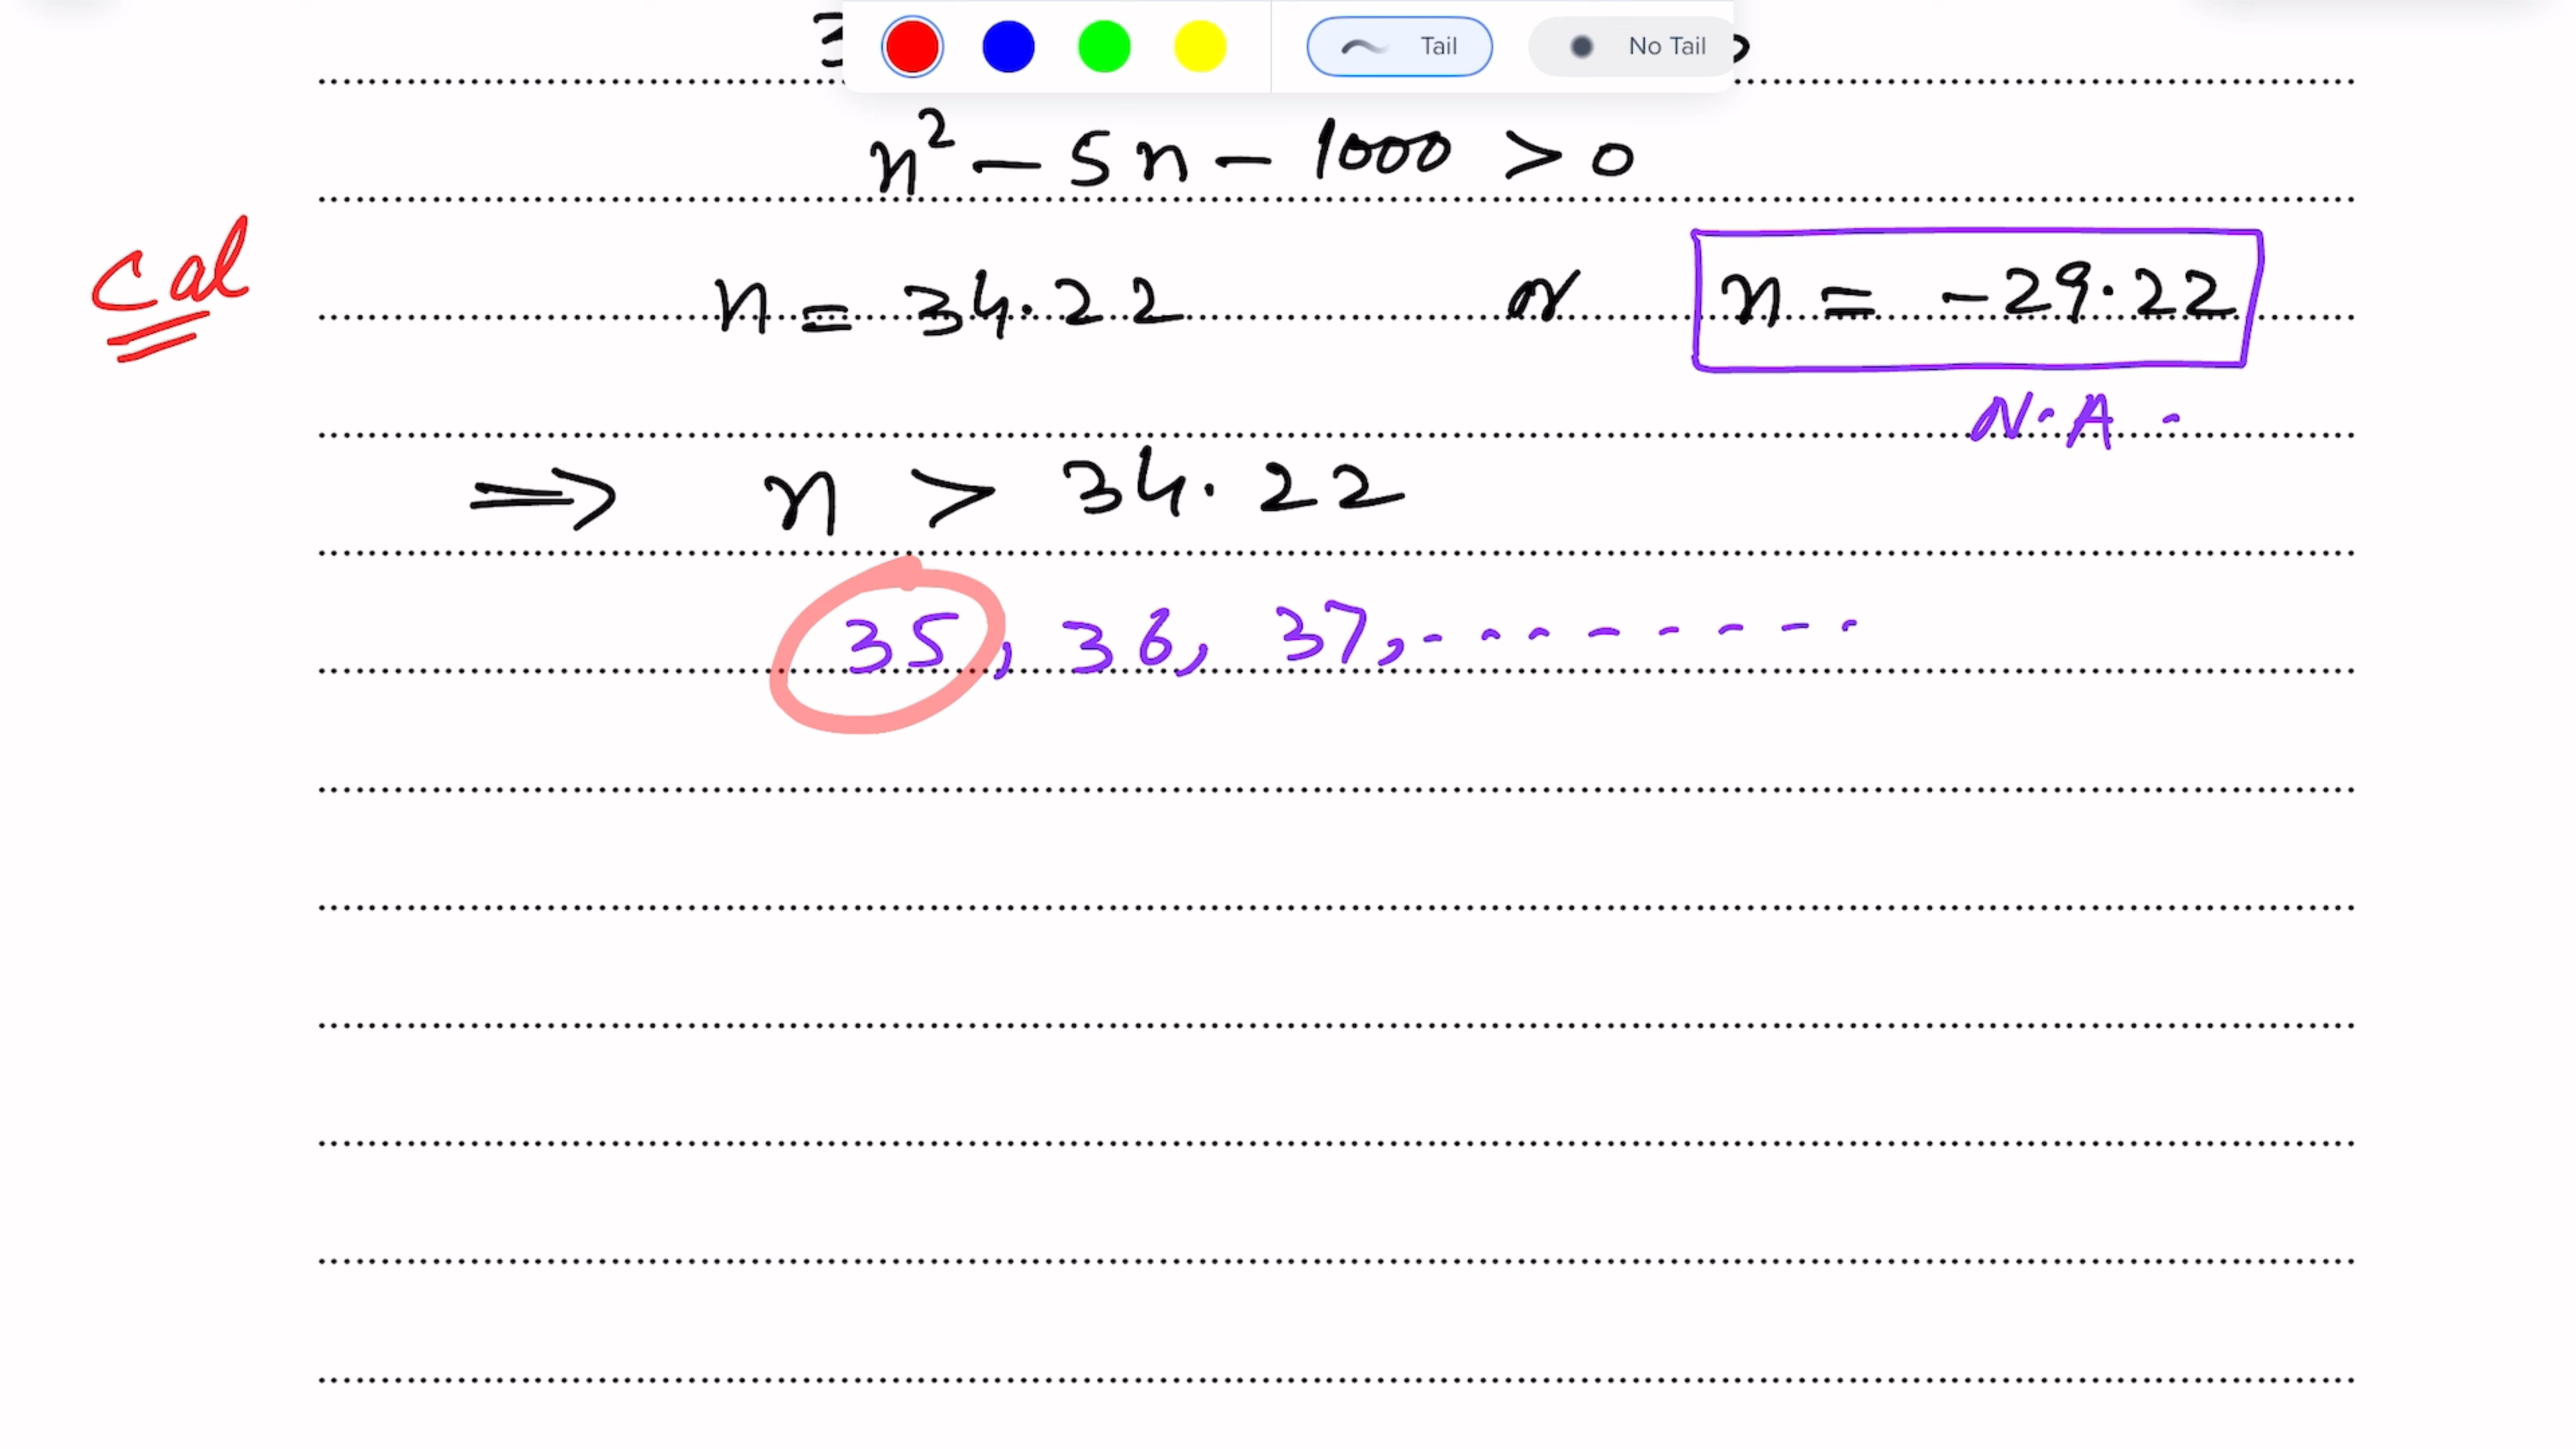 Tail No Tail
n² - 5n - 1000 > 0
Cal
n = 34.22 or n = -29.22
N.A.
⇒ n > 34.22
35, 36, 37, ---------